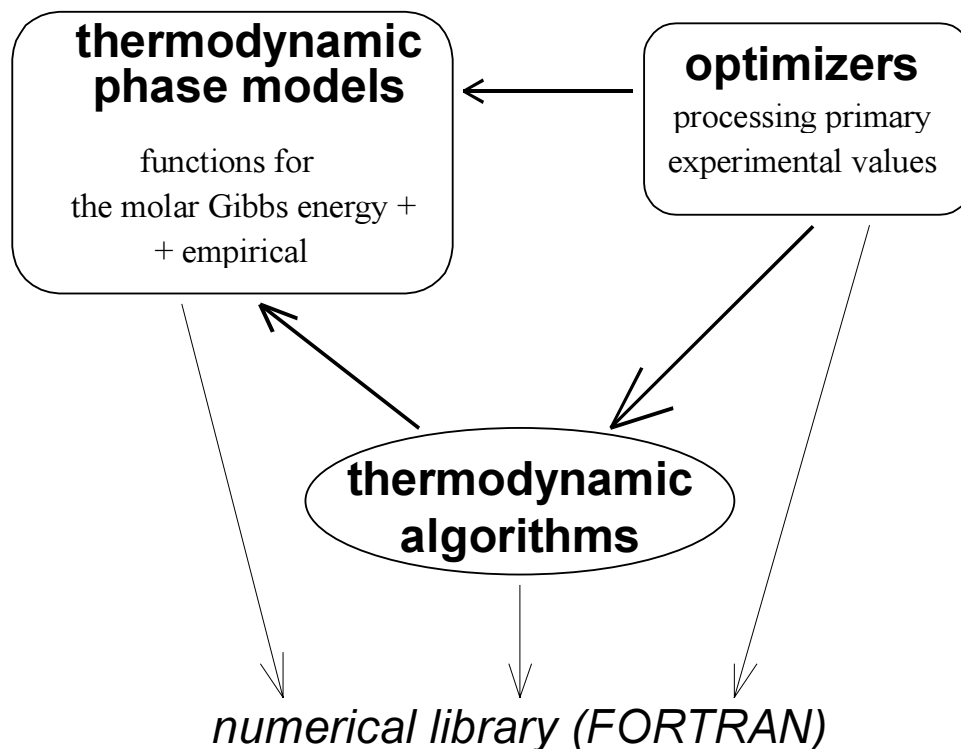 thermodynamic
phase models
functions for
the molar Gibbs energy +
+ empirical
optimizers
processing primary
experimental values
thermodynamic
algorithms
numerical library (FORTRAN)